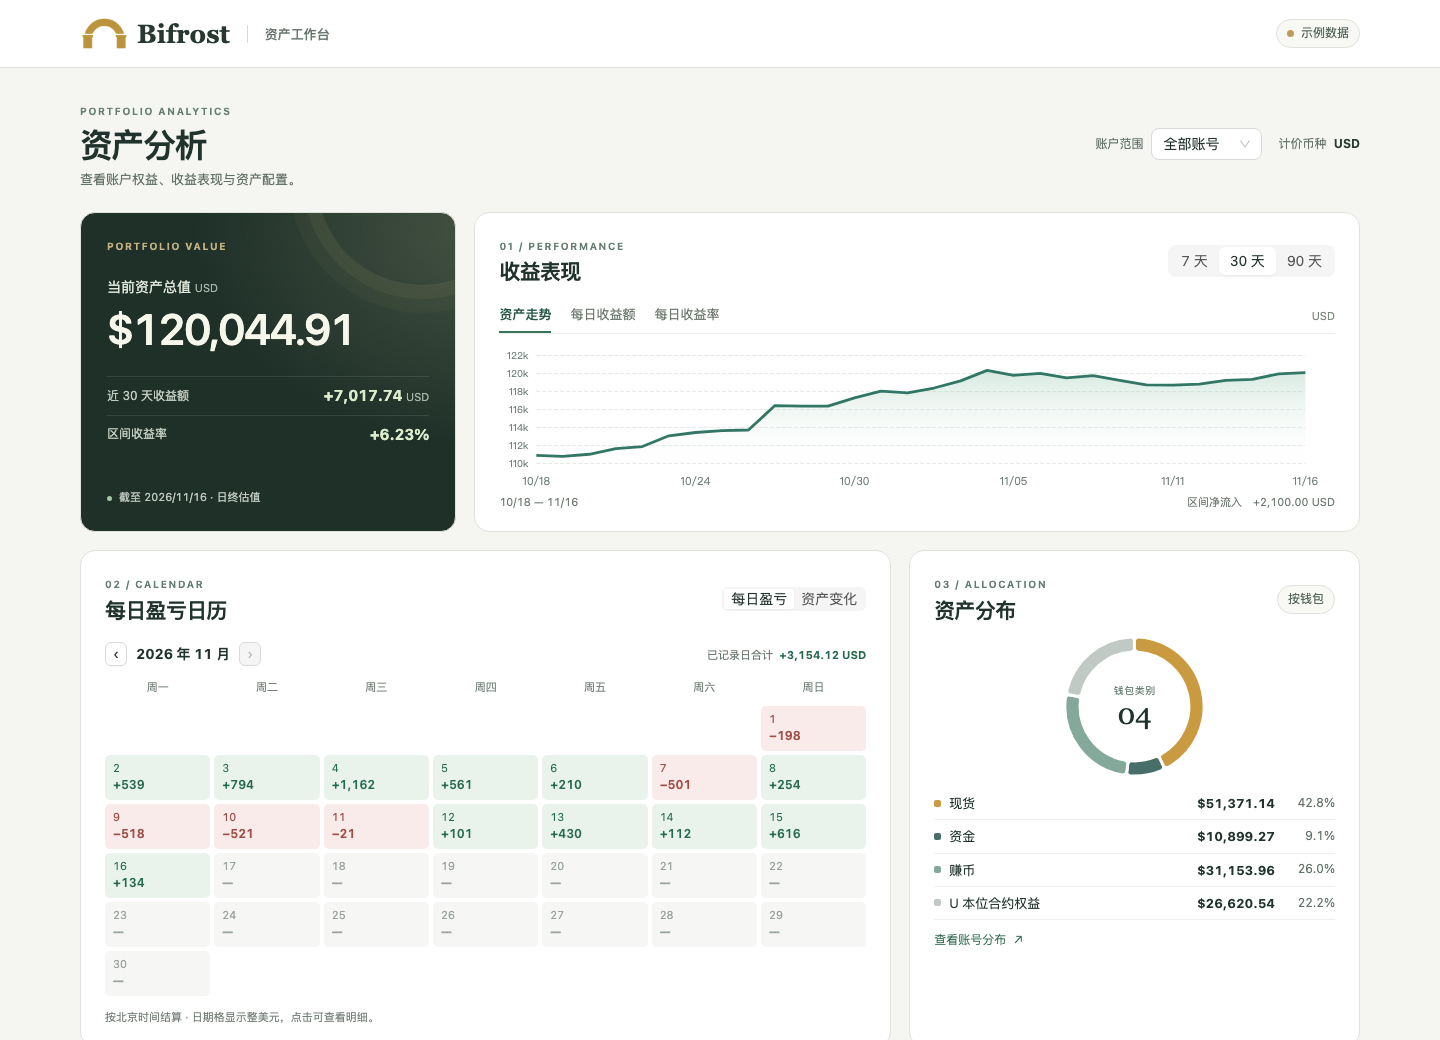 Bifrost
资产工作台
示例数据
PORTFOLIO ANALYTICS
资产分析
查看账户权益、收益表现与资产配置。
账户范围 全部账号 计价币种 USD
PORTFOLIO VALUE
当前资产总值 USD
$120,044.91
近 30 天收益额 +7,017.74 USD
区间收益率 +6.23%
截至 2026/11/16 · 日终估值
01 / PERFORMANCE
收益表现
7 天 30 天 90 天
资产走势 每日收益额 每日收益率 USD
122k
120k
118k
116k
114k
112k
110k
10/18 10/24 10/30 11/05 11/11 11/16
10/18 — 11/16 区间净流入 +2,100.00 USD
02 / CALENDAR
每日盈亏日历
每日盈亏 资产变化
‹ 2026 年 11 月 ›
已记录日合计 +3,154.12 USD
周一 周二 周三 周四 周五 周六 周日
1
−198
2 3 4 5 6 7 8
+539 +794 +1,162 +561 +210 −501 +254
9 10 11 12 13 14 15
−518 −521 −21 +101 +430 +112 +616
16 17 18 19 20 21 22
+134 — — — — — —
23 24 25 26 27 28 29
— — — — — — —
30
—
按北京时间结算 · 日期格显示整美元，点击可查看明细。
03 / ALLOCATION
资产分布
按钱包
钱包类别
04
现货 $51,371.14 42.8%
资金 $10,899.27 9.1%
赚币 $31,153.96 26.0%
U 本位合约权益 $26,620.54 22.2%
查看账号分布 ↗